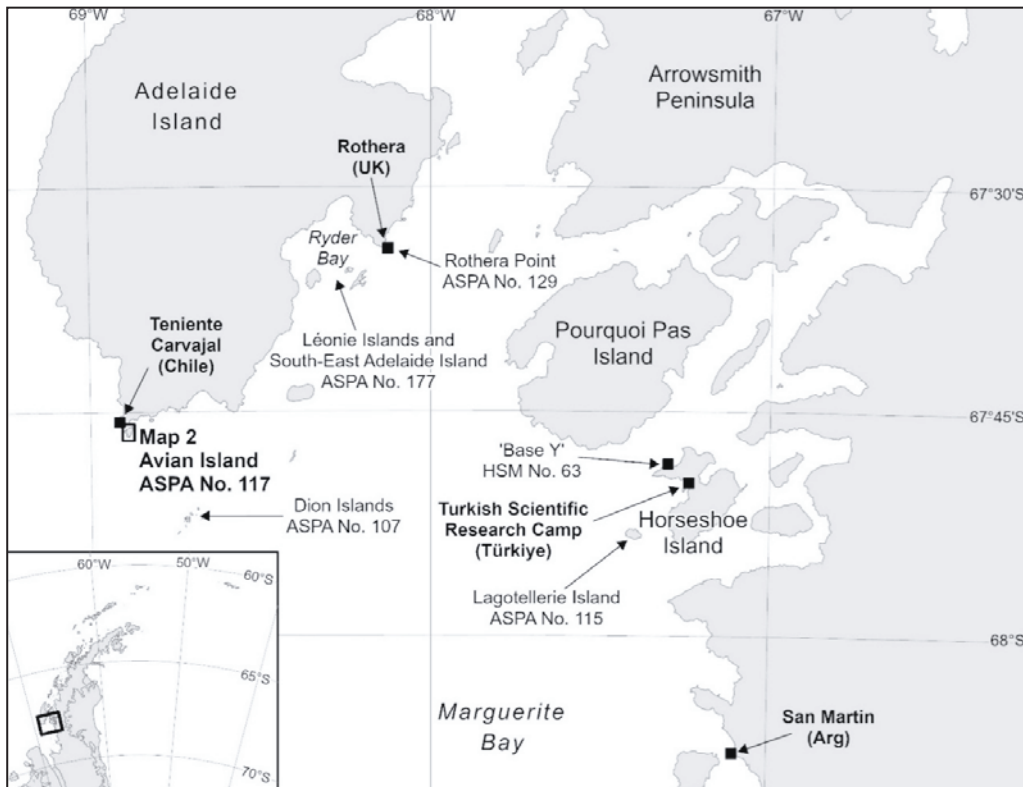 69°W
68°W
67°W
Adelaide
Island
Arrowsmith
Peninsula
Rothera
(UK)
67°30'S
Ryder
Bay
Rothera Point
ASPA No. 129
Teniente
Carvajal
(Chile)
Léonie Islands and
South-East Adelaide Island
ASPA No. 177
Pourquoi Pas
Island
67°45'S
Map 2
Avian Island
ASPA No. 117
'Base Y'
HSM No. 63
Dion Islands
ASPA No. 107
Turkish Scientific
Research Camp
(Türkiye)
Horseshoe
Island
Lagotellerie Island
ASPA No. 115
68°S
Marguerite
Bay
San Martin
(Arg)
60°W
50°W
60°S
65°S
70°S